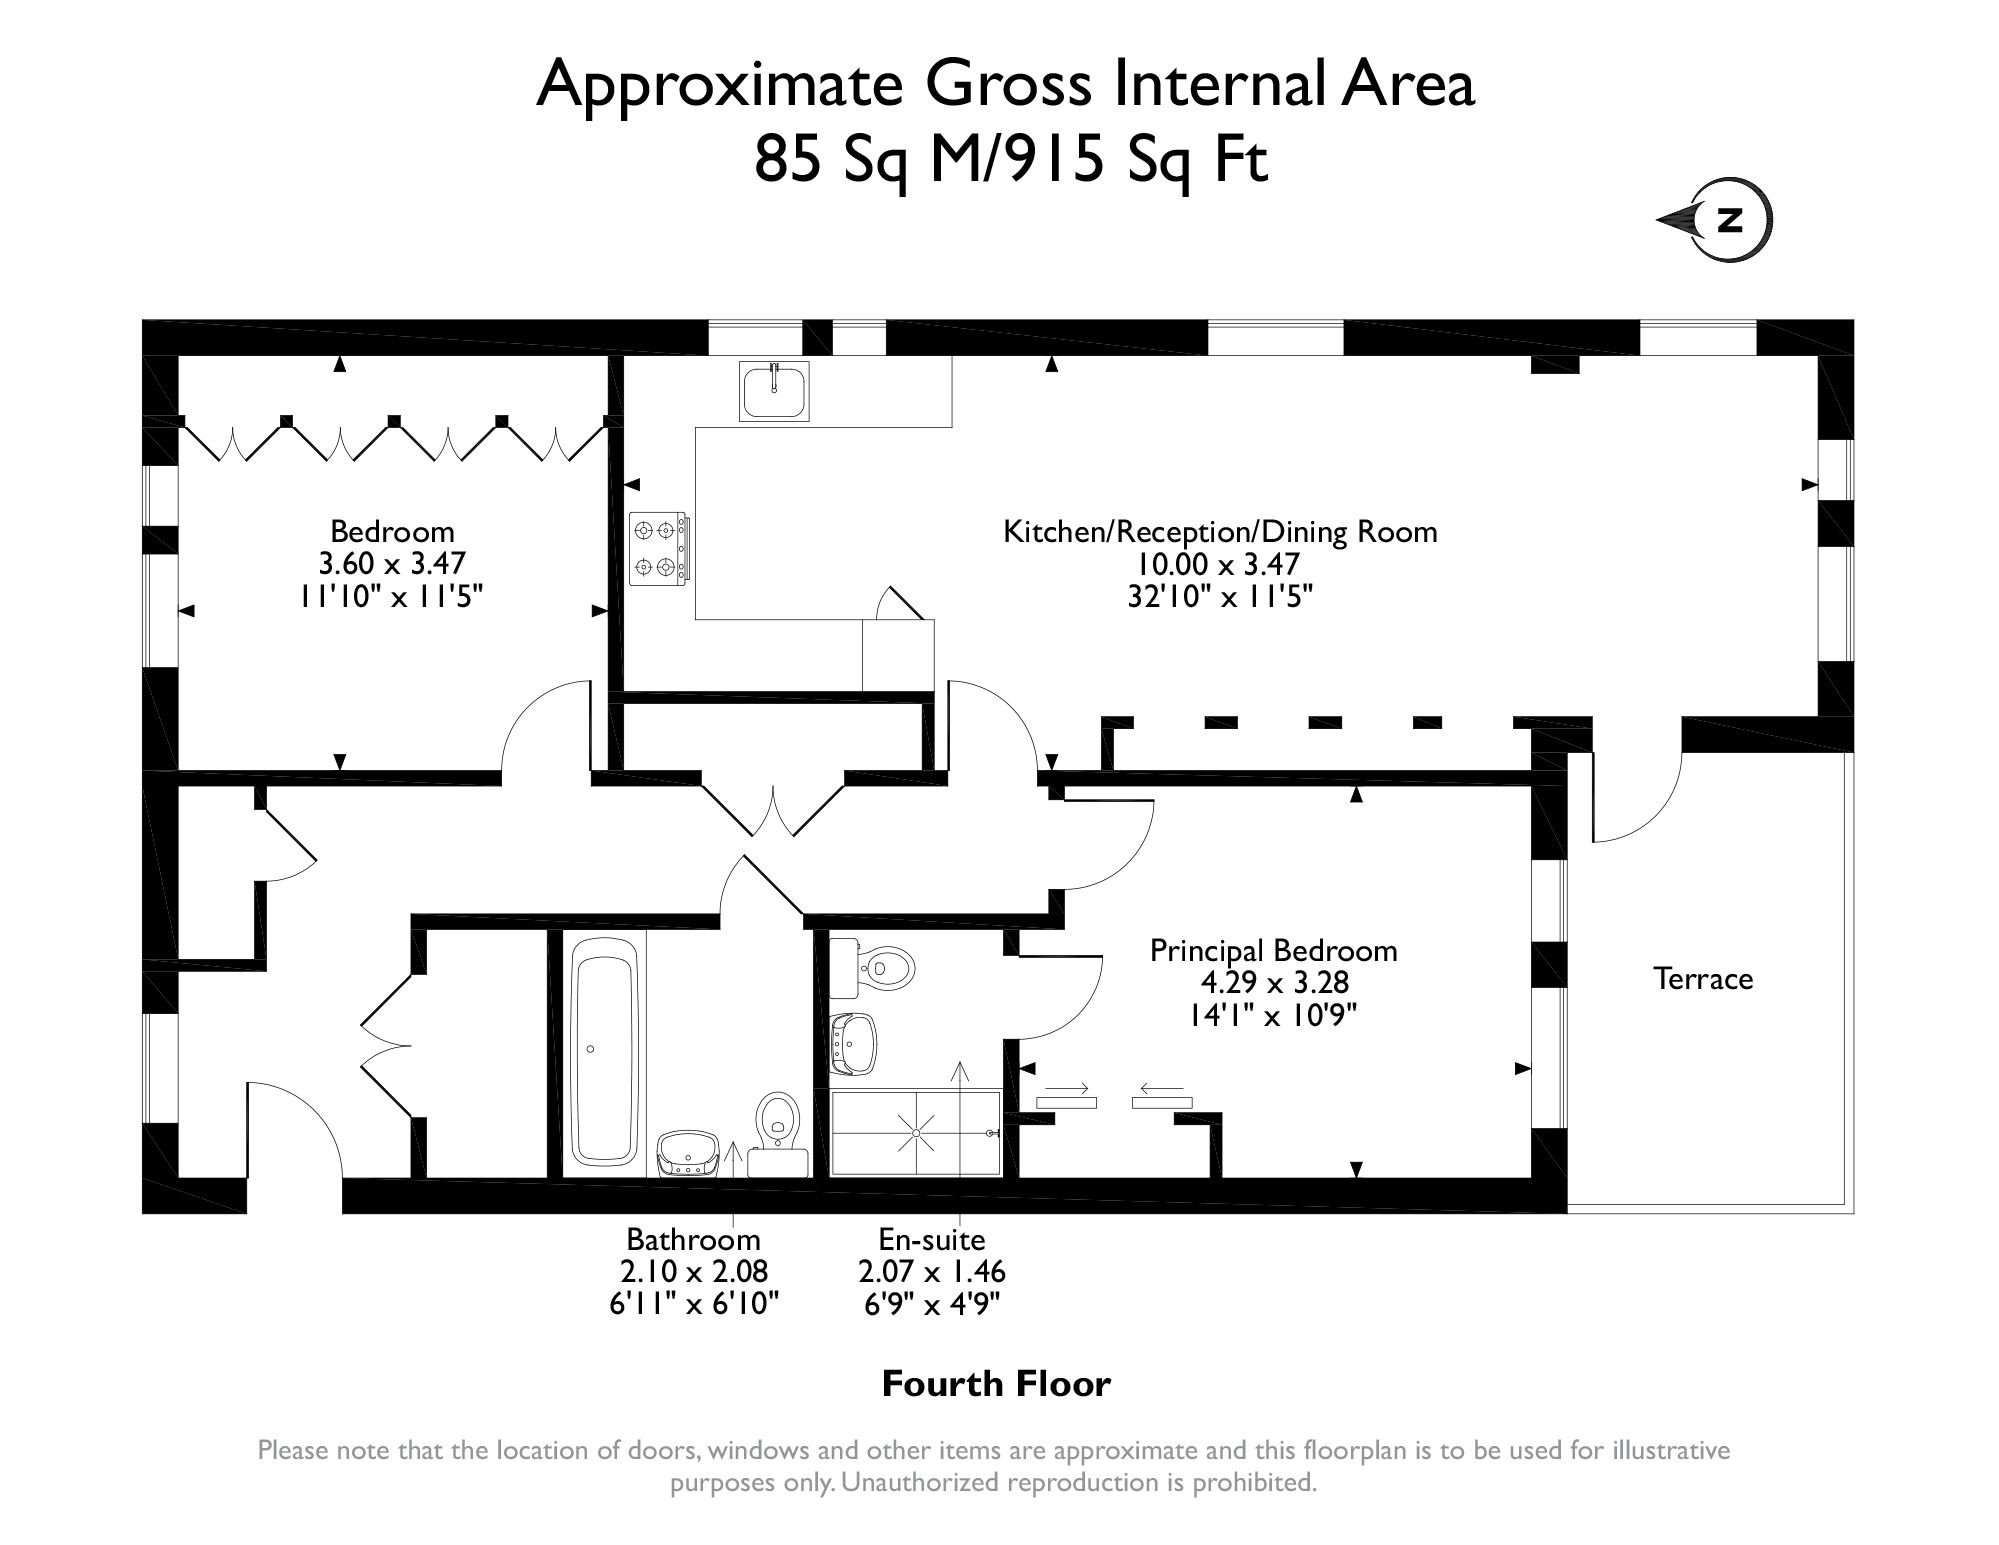 Approximate Gross Internal Area
85 Sq M/915 Sq Ft
N
Bedroom
3.60 x 3.47
11'10" x 11'5"
Kitchen/Reception/Dining Room
10.00 x 3.47
32'10" x 11'5"
Principal Bedroom
4.29 x 3.28
14'1" x 10'9"
Terrace
Bathroom
2.10 x 2.08
6'11" x 6'10"
En-suite
2.07 x 1.46
6'9" x 4'9"
Fourth Floor
Please note that the location of doors, windows and other items are approximate and this floorplan is to be used for illustrative
purposes only. Unauthorized reproduction is prohibited.